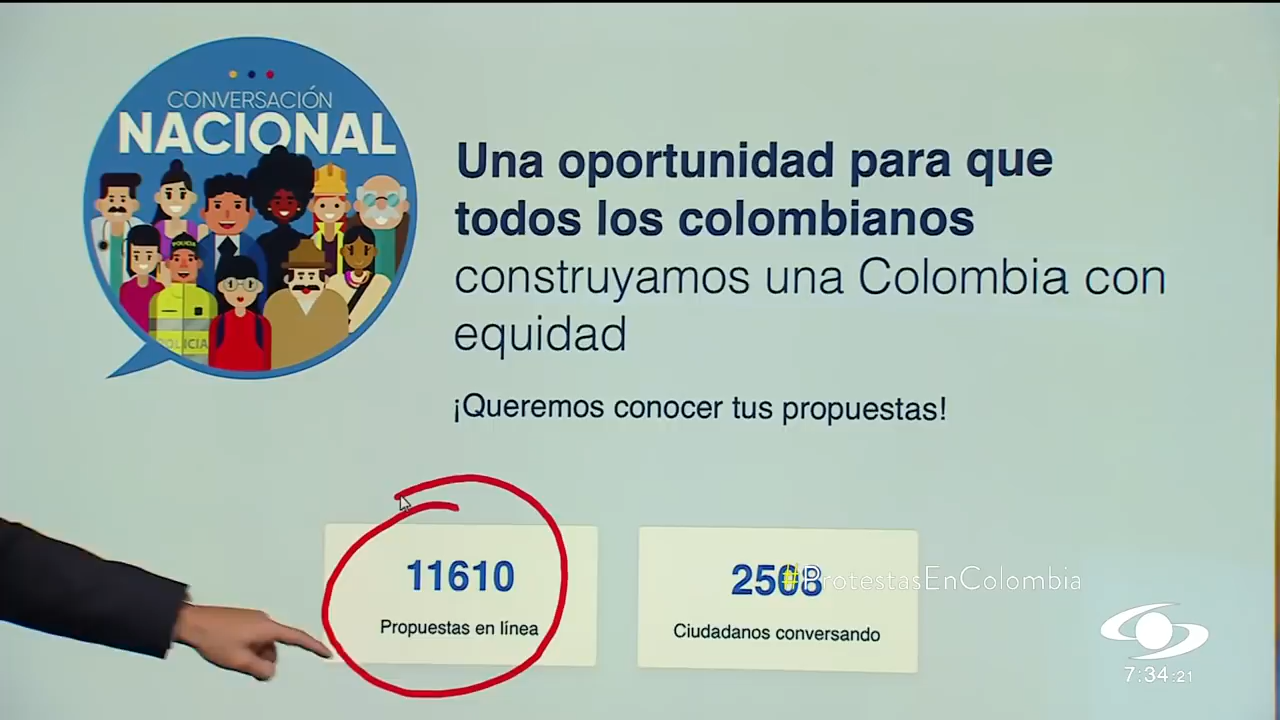 CONVERSACIÓN
NACIONAL
POLICIA
POLICIA
Una oportunidad para que
todos los colombianos
construyamos una Colombia con
equidad
¡Queremos conocer tus propuestas!
11610
Propuestas en línea
2508
Ciudadanos conversando
#ProtestasEnColombia
7:34:21